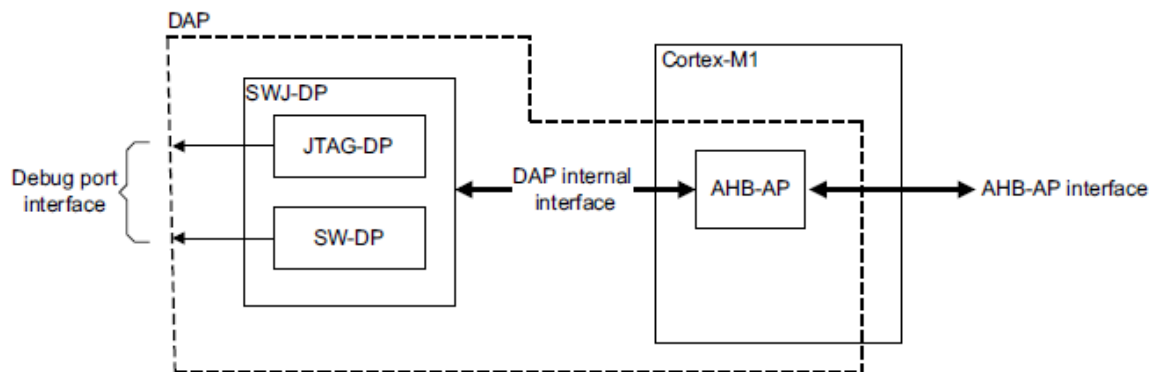 DAP
Cortex-M1
SWJ-DP
JTAG-DP
Debug port
interface
DAP internal
interface
AHB-AP
AHB-AP interface
SW-DP